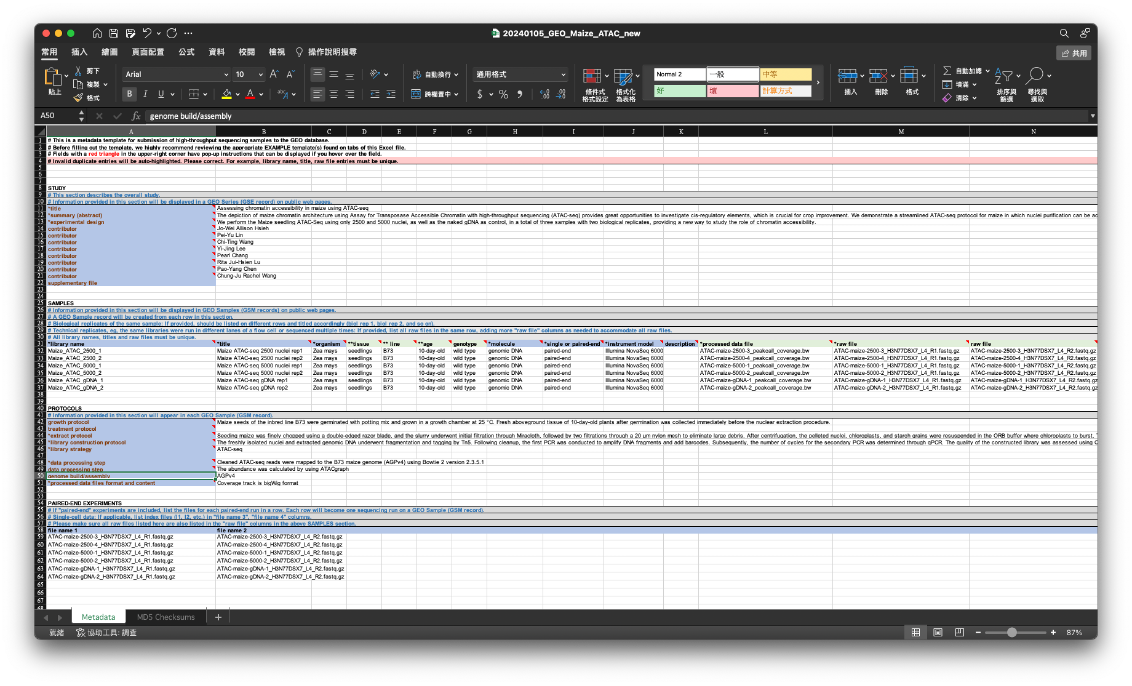 20240105_GEO_Maize_ATAC_new
常用 插入 繪圖 頁面配置 公式 資料 校閱 檢視 操作說明搜尋 共用
貼上 剪下 複製 格式
Arial 10
自動換行 跨欄置中
通用格式
條件式格式設定 格式化為表格
Normal 2 一般 中等
好 壞 計算方式
插入 刪除 格式
自動加總 填滿 清除 排序與篩選 尋找與選取
A50 fx genome build/assembly
A B C D E F G H I J K L M N
# This is a metadata template for submission of high-throughput sequencing samples to the GEO database.
# Before filling out the template, we highly recommend reviewing the appropriate EXAMPLE template(s) found on tabs of this Excel file.
# Fields with a red triangle in the upper-right corner have pop-up instructions that can be displayed if you hover over the field.
# Invalid duplicate entries will be auto-highlighted. Please correct. For example, library name, title, raw file entries must be unique.
STUDY
# This section describes the overall study.
# Information provided in this section will be displayed in a GEO Series (GSE record) on public web pages.
*title Assessing chromatin accessibility in maize using ATAC-seq
*summary (abstract) The depiction of maize chromatin architecture using Assay for Transposase Accessible Chromatin with high-throughput sequencing (ATAC-seq) provides great opportunities to investigate cis-regulatory elements, which is crucial for crop improvement. We demonstrate a streamlined ATAC-seq protocol for maize in which nuclei purification can be
*experimental design We perform the Maize seedling ATAC-Seq using only 2500 and 5000 nuclei, as well as the naked gDNA as control, in a total of three samples with two biological replicates, providing a new way to study the role of chromatin accessibility.
contributor Jo-Wei Allison Hsieh
contributor Pei-Yu Lin
contributor Chi-Ting Wang
contributor Yi-Jing Lee
contributor Pearl Chang
contributor Rita Jui-Hsien Lu
contributor Pao-Yang Chen
contributor Chung-Ju Rachel Wang
supplementary file
SAMPLES
# Information provided in this section will be displayed in GEO Samples (GSM records) on public web pages.
# A GEO Sample record will be created from each row in this section.
# Biological replicates of the same sample: If provided, should be listed on different rows and titled accordingly (biol rep 1, biol rep 2, and so on).
# Technical replicates, eg, the same libraries were run in different lanes of a flow cell or sequenced multiple times: If provided, list all raw files in the same row, adding more "raw file" columns as needed to accommodate all raw files.
# All library names, titles and raw files must be unique.
*library name *title *organism **tissue ** line **age genotype *molecule *single or paired-end *instrument model description *processed data file *raw file raw file
Maize_ATAC_2500_1 Maize ATAC-seq 2500 nuclei rep1 Zea mays seedlings B73 10-day-old wild type genomic DNA paired-end Illumina NovaSeq 6000 ATAC-maize-2500-3_peakcall_coverage.bw ATAC-maize-2500-3_H3N77DSX7_L4_R1.fastq.gz ATAC-maize-2500-3_H3N77DSX7_L4_R2.fastq.gz
Maize_ATAC_2500_2 Maize ATAC-seq 2500 nuclei rep2 Zea mays seedlings B73 10-day-old wild type genomic DNA paired-end Illumina NovaSeq 6000 ATAC-maize-2500-4_peakcall_coverage.bw ATAC-maize-2500-4_H3N77DSX7_L4_R1.fastq.gz ATAC-maize-2500-4_H3N77DSX7_L4_R2.fastq.gz
Maize_ATAC_5000_1 Maize ATAC-seq 5000 nuclei rep1 Zea mays seedlings B73 10-day-old wild type genomic DNA paired-end Illumina NovaSeq 6000 ATAC-maize-5000-1_peakcall_coverage.bw ATAC-maize-5000-1_H3N77DSX7_L4_R1.fastq.gz ATAC-maize-5000-1_H3N77DSX7_L4_R2.fastq.gz
Maize_ATAC_5000_2 Maize ATAC-seq 5000 nuclei rep2 Zea mays seedlings B73 10-day-old wild type genomic DNA paired-end Illumina NovaSeq 6000 ATAC-maize-5000-2_peakcall_coverage.bw ATAC-maize-5000-2_H3N77DSX7_L4_R1.fastq.gz ATAC-maize-5000-2_H3N77DSX7_L4_R2.fastq.gz
Maize_ATAC_gDNA_1 Maize ATAC-seq gDNA rep1 Zea mays seedlings B73 10-day-old wild type genomic DNA paired-end Illumina NovaSeq 6000 ATAC-maize-gDNA-1_peakcall_coverage.bw ATAC-maize-gDNA-1_H3N77DSX7_L4_R1.fastq.gz ATAC-maize-gDNA-1_H3N77DSX7_L4_R2.fastq.gz
Maize_ATAC_gDNA_2 Maize ATAC-seq gDNA rep2 Zea mays seedlings B73 10-day-old wild type genomic DNA paired-end Illumina NovaSeq 6000 ATAC-maize-gDNA-2_peakcall_coverage.bw ATAC-maize-gDNA-2_H3N77DSX7_L4_R1.fastq.gz ATAC-maize-gDNA-2_H3N77DSX7_L4_R2.fastq.gz
PROTOCOLS
# Information provided in this section will appear in each GEO Sample (GSM record).
growth protocol Maize seeds of the inbred line B73 were germinated with potting mix and grown in a growth chamber at 25 °C. Fresh aboveground tissue of 10-day-old plants after germination was collected immediately before the nuclear extraction procedure.
treatment protocol
*extract protocol Seeding maize was finely chopped using a double-edged razor blade, and the slurry underwent initial filtration through Miracloth, followed by two filtrations through a 20 μm nylon mesh to eliminate large debris. After centrifugation, the pelleted nuclei, chloroplasts, and starch grains were resuspended in the ORB buffer where chloroplasts to burst.
*library construction protocol The freshly isolated nuclei and extracted genomic DNA underwent fragmentation and tagging by Tn5. Following cleanup, the first PCR was conducted to amplify DNA fragments and add barcodes. Subsequently, the number of cycles for the secondary PCR was determined through qPCR. The quality of the constructed library was assessed using
*library strategy ATAC-seq
*data processing step Cleaned ATAC-seq reads were mapped to the B73 maize genome (AGPv4) using Bowtie 2 version 2.3.5.1
data processing step The abundance was calculated by using ATACgraph
genome build/assembly AGPv4
*processed data files format and content Coverage track is bigWig format
PAIRED-END EXPERIMENTS
# If "paired-end" experiments are included, list the files for each paired-end run in a row. Each row will become one sequencing run on a GEO Sample (GSM record).
# Single-cell data: If applicable, list index files (I1, I2, etc.) in "file name 3", "file name 4" columns.
# Please make sure all raw files listed here are also listed in the "raw file" columns in the above SAMPLES section.
file name 1 file name 2
ATAC-maize-2500-3_H3N77DSX7_L4_R1.fastq.gz ATAC-maize-2500-3_H3N77DSX7_L4_R2.fastq.gz
ATAC-maize-2500-4_H3N77DSX7_L4_R1.fastq.gz ATAC-maize-2500-4_H3N77DSX7_L4_R2.fastq.gz
ATAC-maize-5000-1_H3N77DSX7_L4_R1.fastq.gz ATAC-maize-5000-1_H3N77DSX7_L4_R2.fastq.gz
ATAC-maize-5000-2_H3N77DSX7_L4_R1.fastq.gz ATAC-maize-5000-2_H3N77DSX7_L4_R2.fastq.gz
ATAC-maize-gDNA-1_H3N77DSX7_L4_R1.fastq.gz ATAC-maize-gDNA-1_H3N77DSX7_L4_R2.fastq.gz
ATAC-maize-gDNA-2_H3N77DSX7_L4_R1.fastq.gz ATAC-maize-gDNA-2_H3N77DSX7_L4_R2.fastq.gz
Metadata MD5 Checksums
就緒 協助工具: 調查 87%